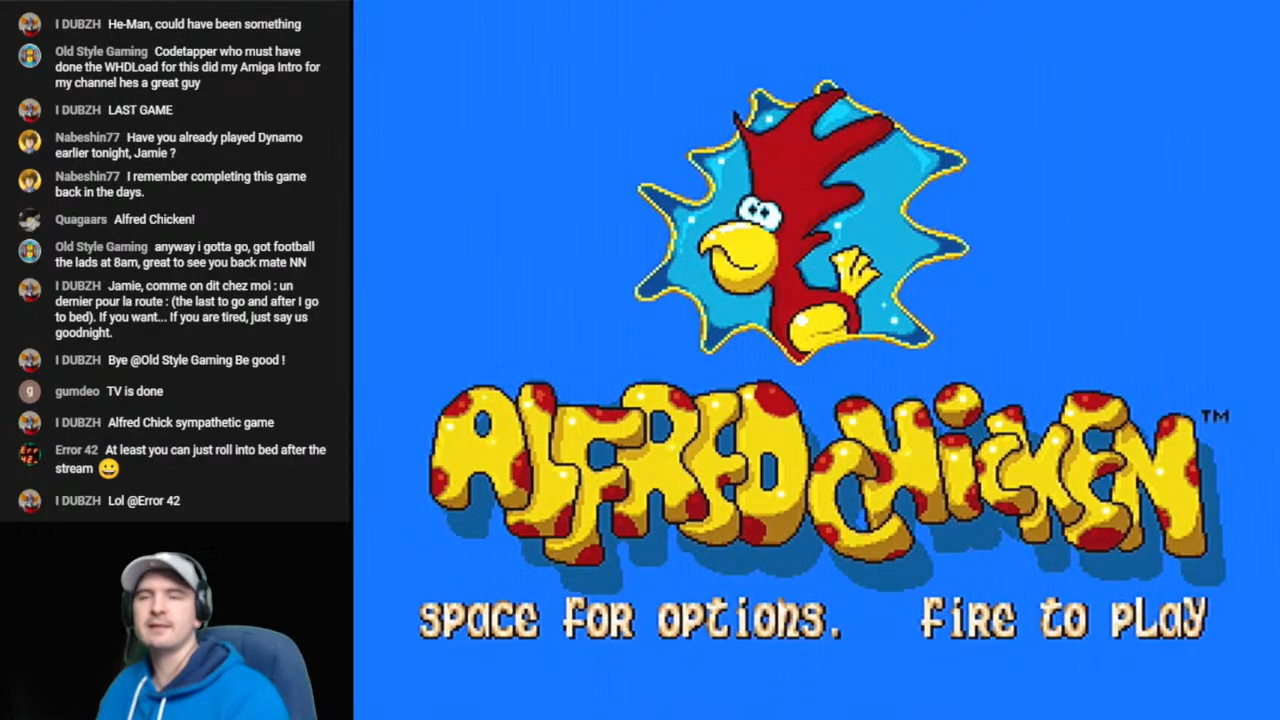 I DUBZH He-Man, could have been something
Old Style Gaming Codetapper who must have
done the WHDLoad for this did my Amiga Intro for
my channel hes a great guy
I DUBZH LAST GAME
Nabeshin77 Have you already played Dynamo
earlier tonight, Jamie ?
Nabeshin77 I remember completing this game
back in the days.
Quagaars Alfred Chicken!
Old Style Gaming anyway i gotta go, got football
the lads at 8am, great to see you back mate NN
I DUBZH Jamie, comme on dit chez moi : un
dernier pour la route : (the last to go and after I go
to bed). If you want... If you are tired, just say us
goodnight.
I DUBZH Bye @Old Style Gaming Be good !
g gumdeo TV is done
I DUBZH Alfred Chick sympathetic game
Err 42 Error 42 At least you can just roll into bed after the
stream 😀
I DUBZH Lol @Error 42
ALFRED CHiCKEN ™
space for options. fire to play